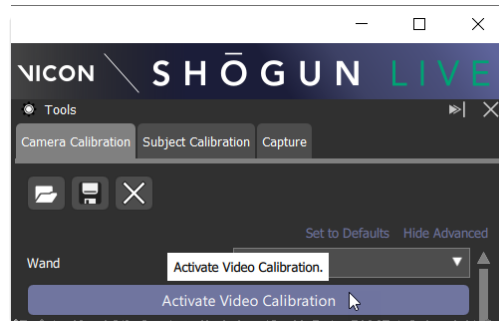 VICON SHŌGUN LIVE
Tools
Camera Calibration Subject Calibration Capture
Set to Defaults Hide Advanced
Wand
Activate Video Calibration.
Activate Video Calibration